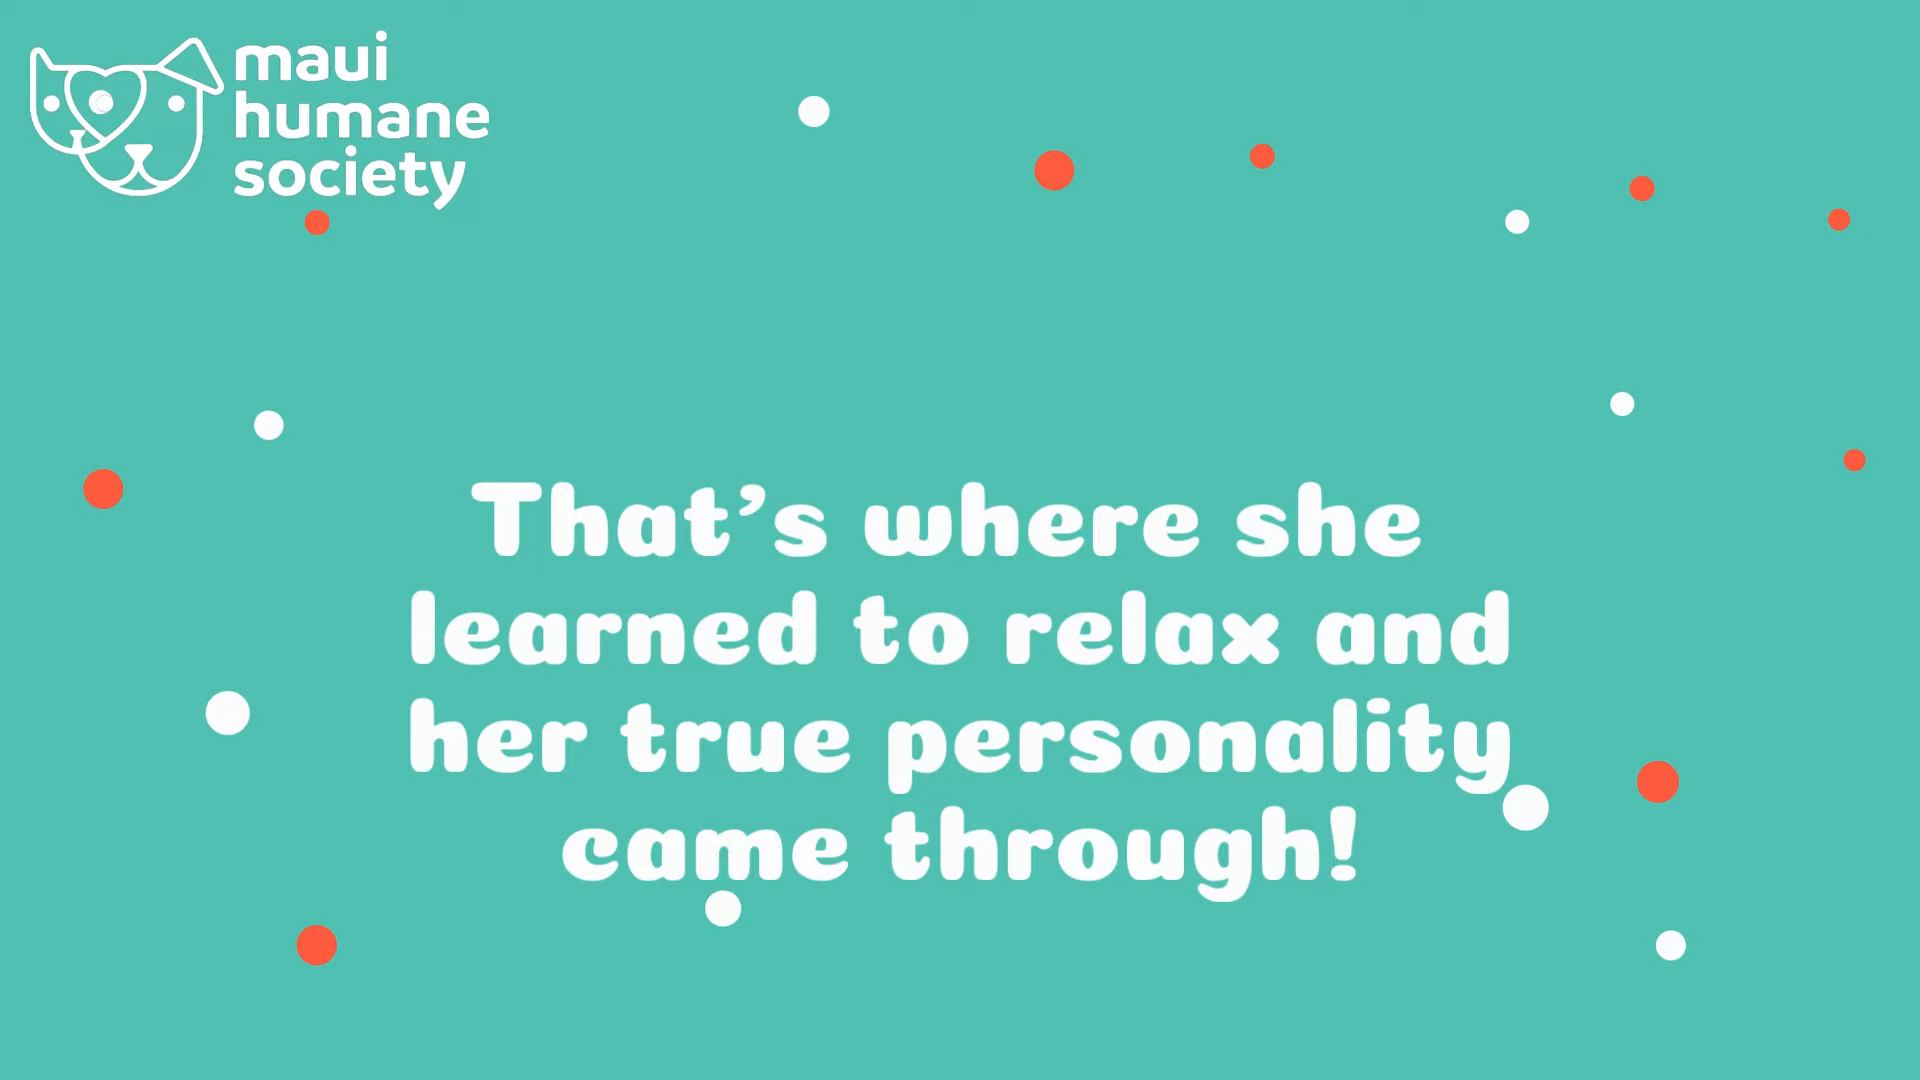 maui
humane
society
That’s where she
learned to relax and
her true personality
came through!